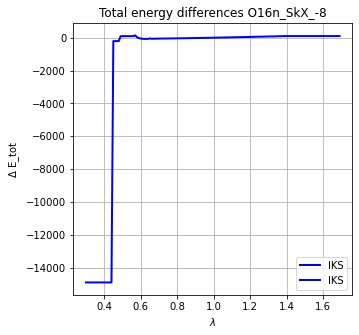 Total energy differences O16n_SkX_-8
0
−2000
−4000
−6000
−8000
−10000
−12000
−14000
Δ E_tot
0.4 0.6 0.8 1.0 1.2 1.4 1.6
λ
IKS
IKS